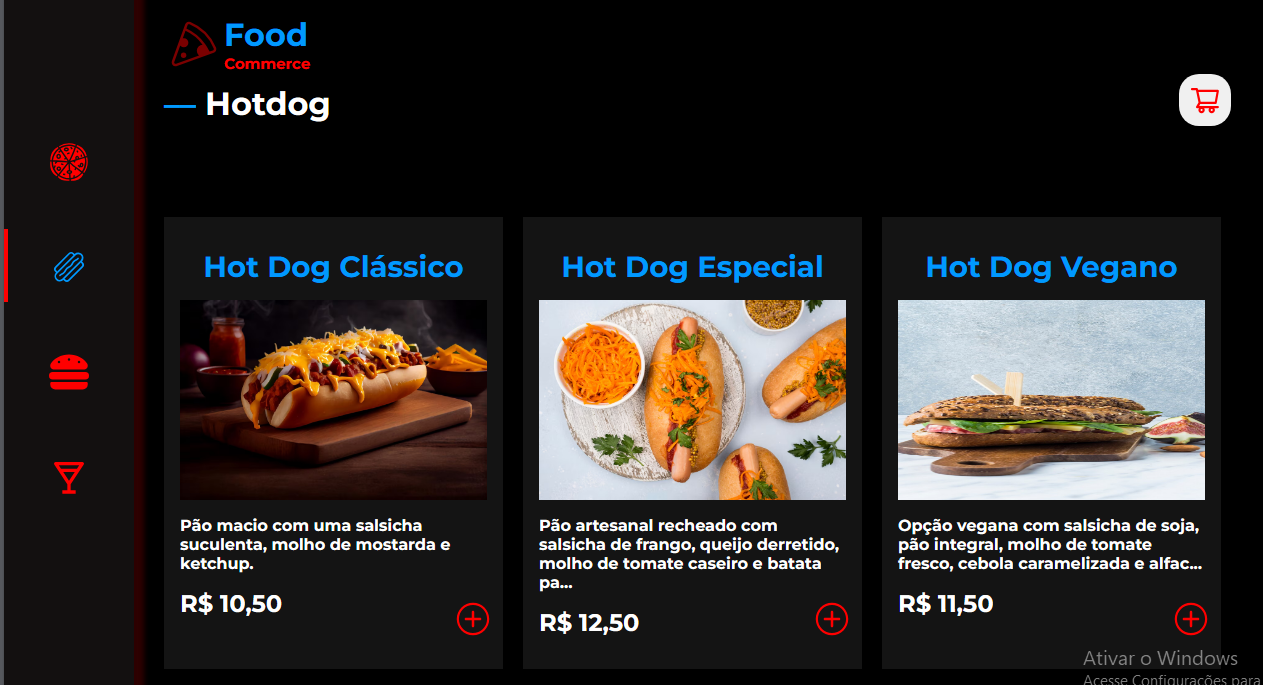 Food
Commerce
Hotdog
Hot Dog Clássico
Pão macio com uma salsicha
suculenta, molho de mostarda e
ketchup.
R$ 10,50
Hot Dog Especial
Pão artesanal recheado com
salsicha de frango, queijo derretido,
molho de tomate caseiro e batata
pa...
R$ 12,50
Hot Dog Vegano
Opção vegana com salsicha de soja,
pão integral, molho de tomate
fresco, cebola caramelizada e alfac...
R$ 11,50
Ativar o Windows
Acesse Configurações para